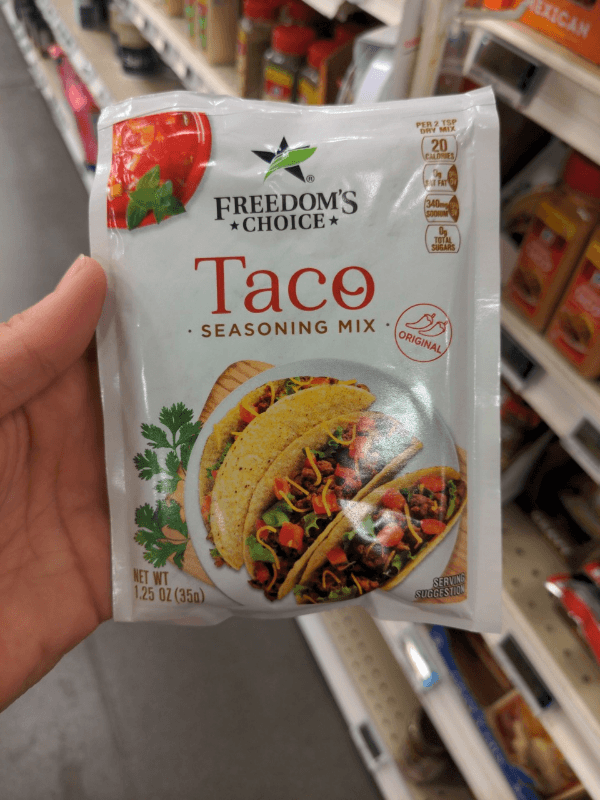 MEXICAN
PER 2 TSP
DRY MIX
20
CALORIES
0g
SAT FAT
340mg
SODIUM
0g
TOTAL
SUGARS
®
FREEDOM'S
CHOICE
Taco
SEASONING MIX
ORIGINAL
NET WT
1.25 OZ (35g)
SERVING
SUGGESTION